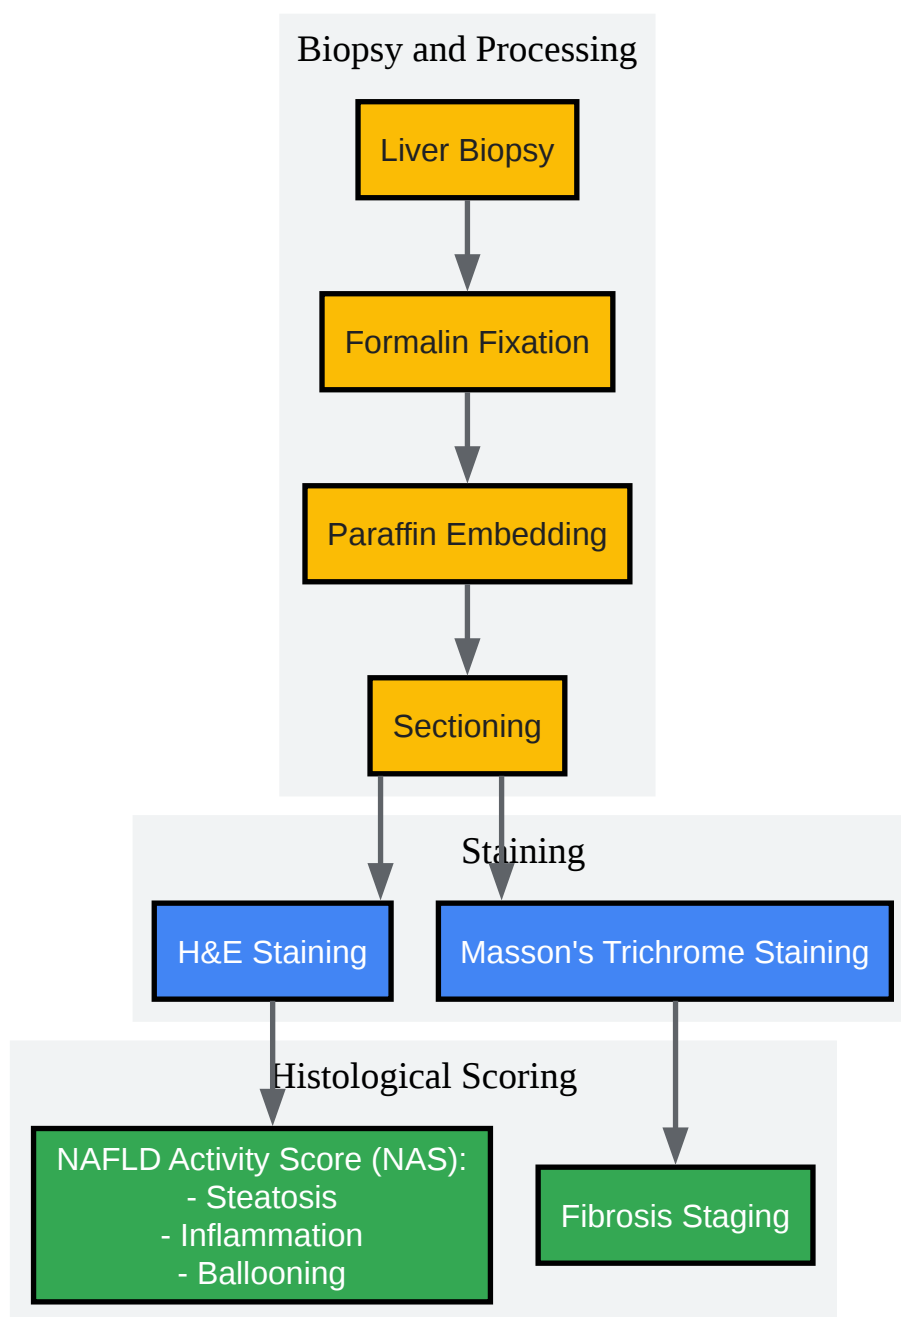 Biopsy and Processing
Liver Biopsy
Formalin Fixation
Paraffin Embedding
Sectioning
Staining
H&E Staining
Masson's Trichrome Staining
Histological Scoring
NAFLD Activity Score (NAS):
- Steatosis
- Inflammation
- Ballooning
Fibrosis Staging